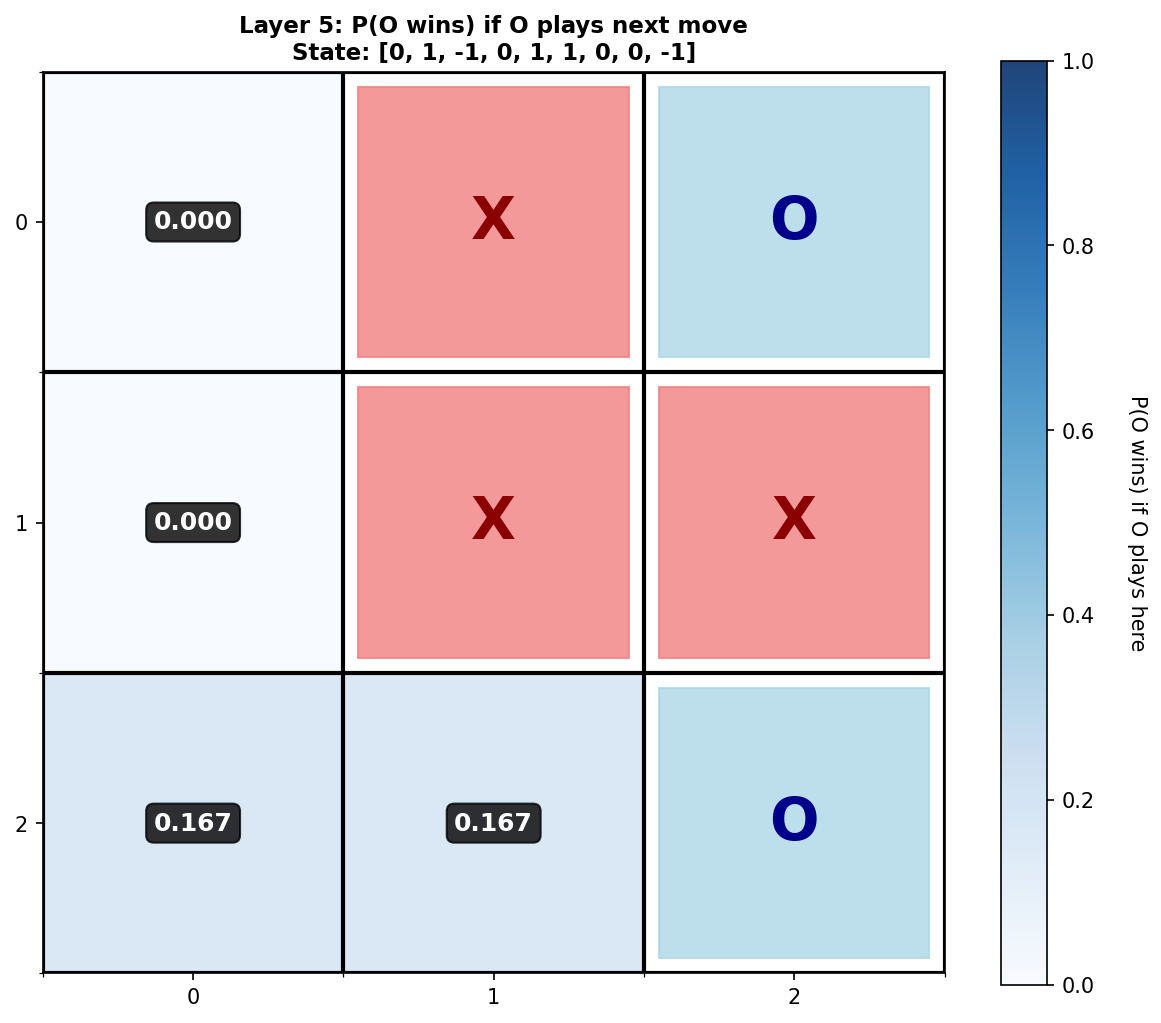 Layer 5: P(O wins) if O plays next move
State: [0, 1, -1, 0, 1, 1, 0, 0, -1]
0
0.000
X
O
1
0.000
X
X
2
0.167
0.167
O
0
1
2
1.0
0.8
0.6
0.4
0.2
0.0
P(O wins) if O plays here